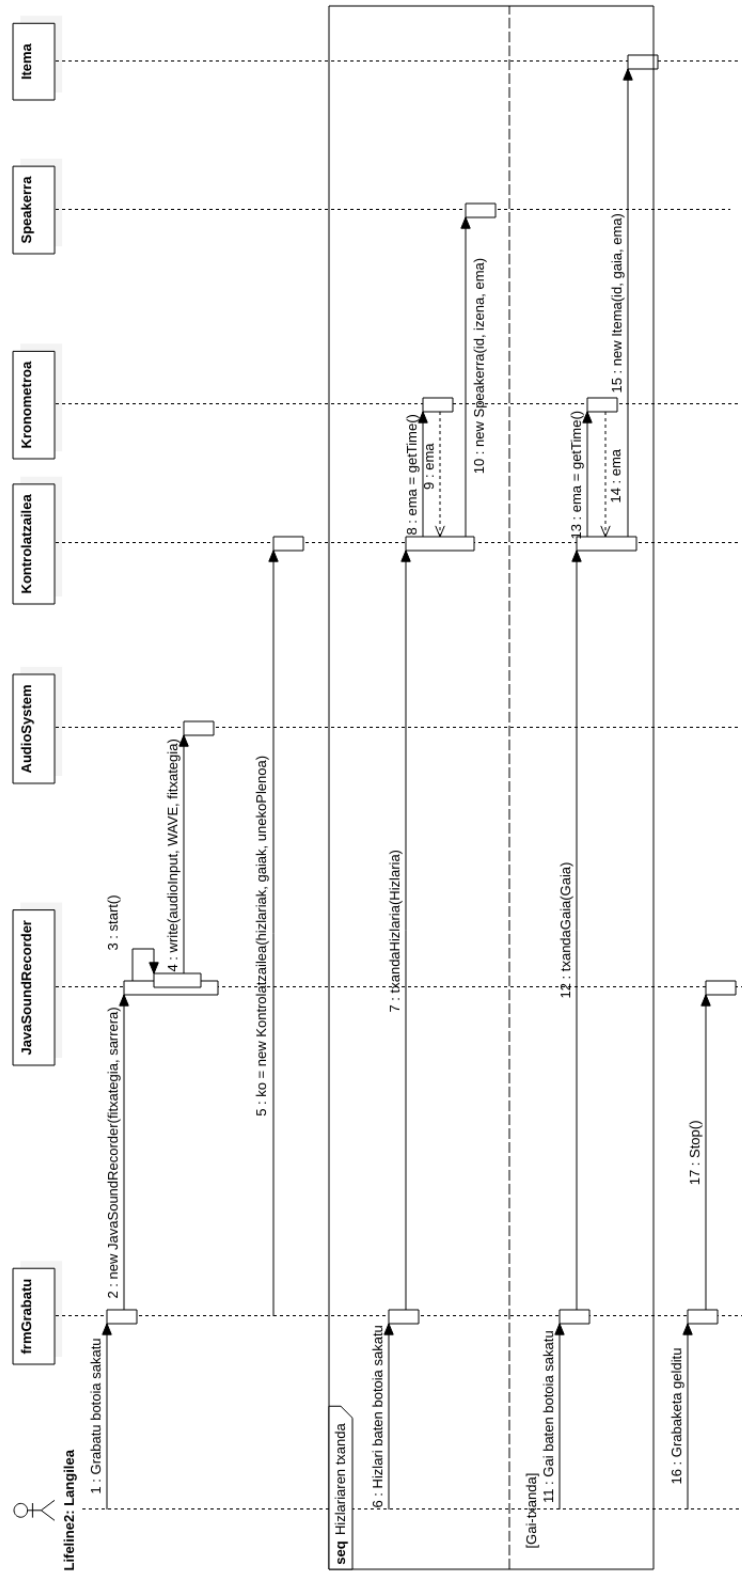 Lifeline2: Langilea
frmGrabatu
JavaSoundRecorder
AudioSystem
Kontrolatzailea
Kronometroa
Speakerra
Itema
1 : Grabatu botoia sakatu
2 : new JavaSoundRecorder(fitxategia, sarrera)
3 : start()
4 : write(audioInput, WAVE, fitxategia)
5 : ko = new Kontrolatzailea(hizlariak, gaiak, unekoPlenoa)
seq Hizlariaren txanda
6 : Hizlari baten botoia sakatu
7 : txandaHizlaria(Hizlaria)
8 : ema = getTime()
9 : ema
10 : new Speakerra(id, izena, ema)
[Gai-txanda]
11 : Gai baten botoia sakatu
12 : txandaGaia(Gaia)
13 : ema = getTime()
14 : ema
15 : new Itema(id, gaia, ema)
16 : Grabaketa gelditu
17 : Stop()